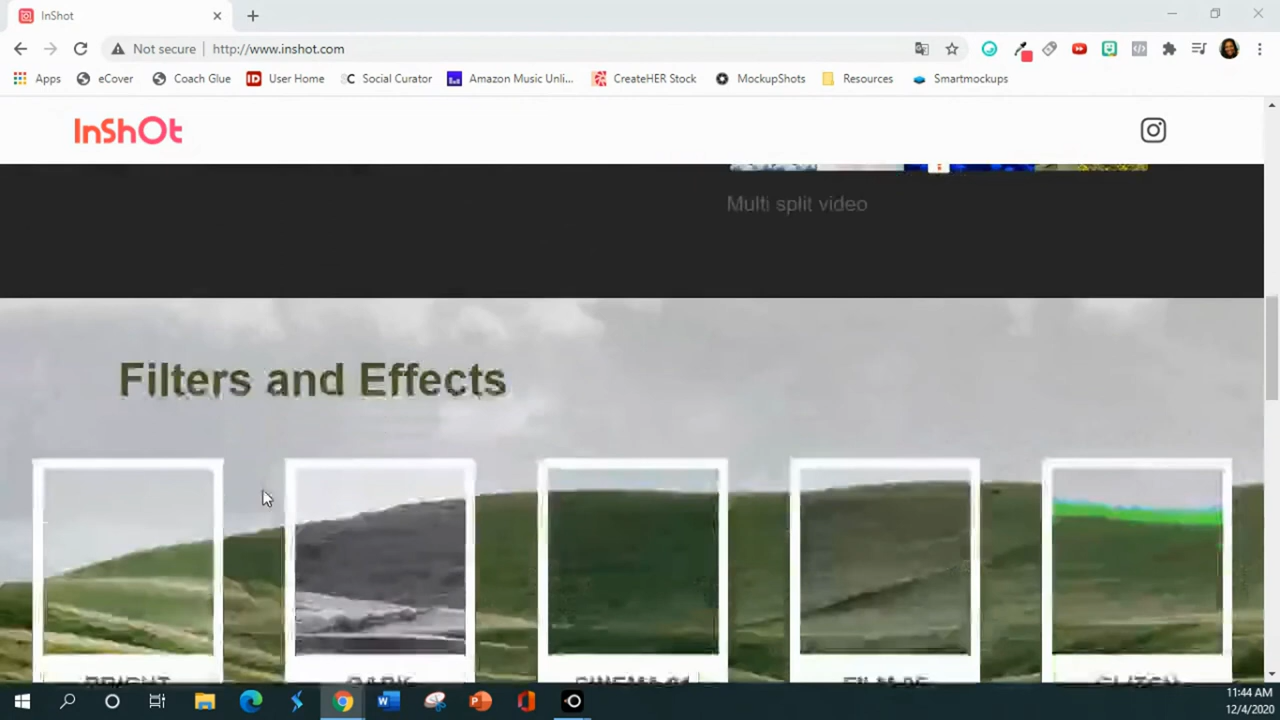 InShot
Not secure
http://www.inshot.com
Apps
eCover
Coach Glue
ID
User Home
Social Curator
Amazon Music Unli...
CreateHER Stock
MockupShots
Resources
Smartmockups
InShOt
Multi split video
Filters and Effects
11:44 AM
12/4/2020